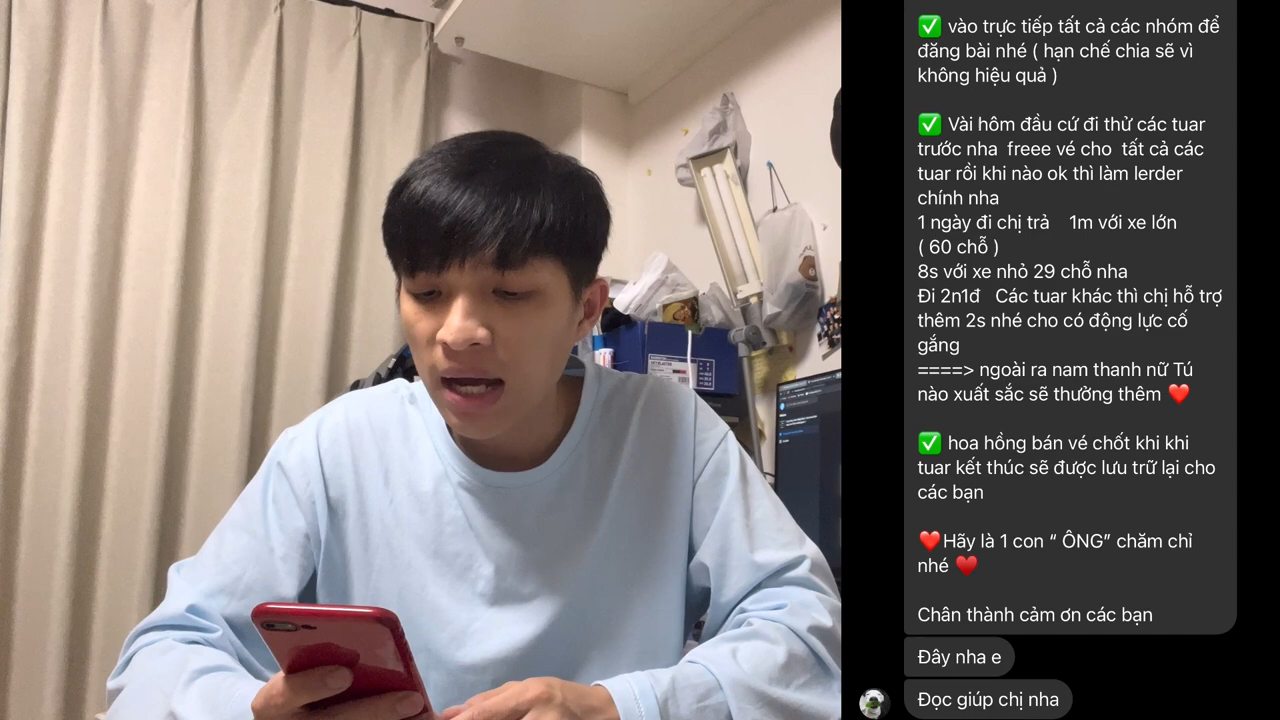 ✅ vào trực tiếp tất cả các nhóm để
đăng bài nhé ( hạn chế chia sẽ vì
không hiệu quả )
✅ Vài hôm đầu cứ đi thử các tuar
trước nha freee vé cho tất cả các
tuar rồi khi nào ok thì làm lerder
chính nha
1 ngày đi chị trả 1m với xe lớn
( 60 chỗ )
8s với xe nhỏ 29 chỗ nha
Đi 2n1đ Các tuar khác thì chị hỗ trợ
thêm 2s nhé cho có động lực cố
gắng
====> ngoài ra nam thanh nữ Tú
nào xuất sắc sẽ thưởng thêm ❤️
✅ hoa hồng bán vé chốt khi khi
tuar kết thúc sẽ được lưu trữ lại cho
các bạn
❤️Hãy là 1 con “ ÔNG” chăm chỉ
nhé ❤️
Chân thành cảm ơn các bạn
Đây nha e
Đọc giúp chị nha